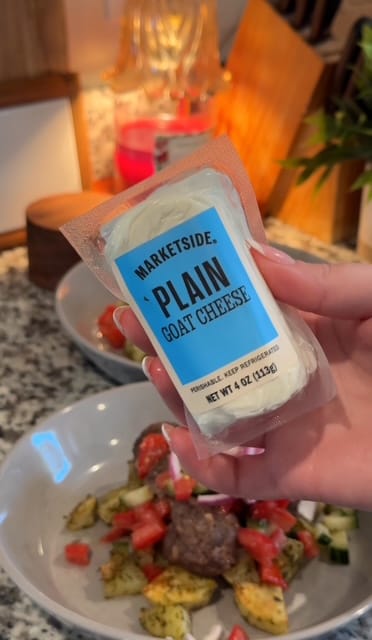 MARKETSIDE.
PLAIN
GOAT CHEESE
PERISHABLE. KEEP REFRIGERATED
NET WT 4 OZ (113g)